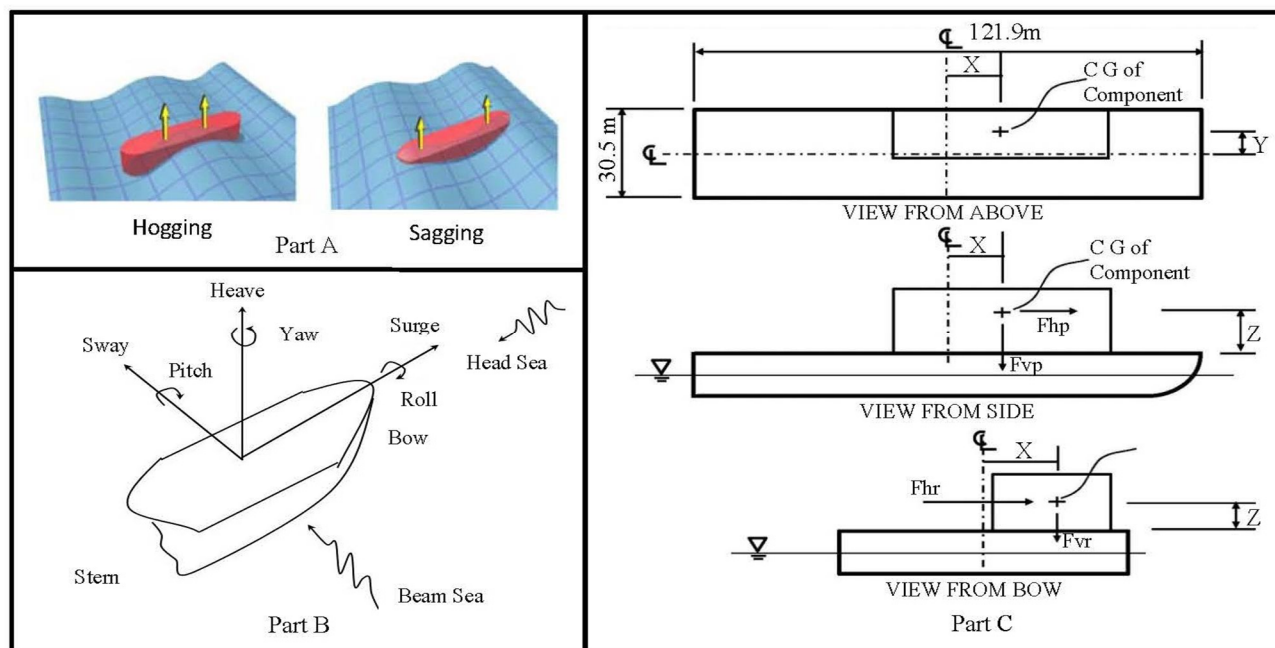 Hogging
Sagging
Part A
Heave
Yaw
Surge
Sway
Pitch
Head Sea
Roll
Bow
Stern
Beam Sea
Part B
℄
121.9m
X
C G of
Component
30.5 m
℄
Y
VIEW FROM ABOVE
℄
X
C G of
Component
Fhp
Z
Fvp
VIEW FROM SIDE
℄
X
Fhr
Z
Fvr
VIEW FROM BOW
Part C